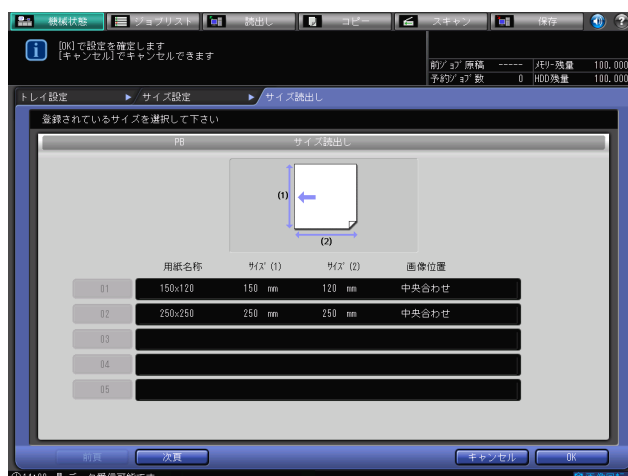 機械状態 ジョブリスト 読出し コピー スキャン 保存 ?
[OK]で設定を確定します
[キャンセル]でキャンセルできます
前ジョブ原稿 ----- メモリー残量 100.000
予約ジョブ数 0 HDD残量 100.000
トレイ設定 サイズ設定 サイズ読出し
登録されているサイズを選択して下さい
PB サイズ読出し
(1)
(2)
用紙名称 サイズ(1) サイズ(2) 画像位置
01 150×120 150 mm 120 mm 中央合わせ
02 250×250 250 mm 250 mm 中央合わせ
03
04
05
前頁 次頁 キャンセル OK